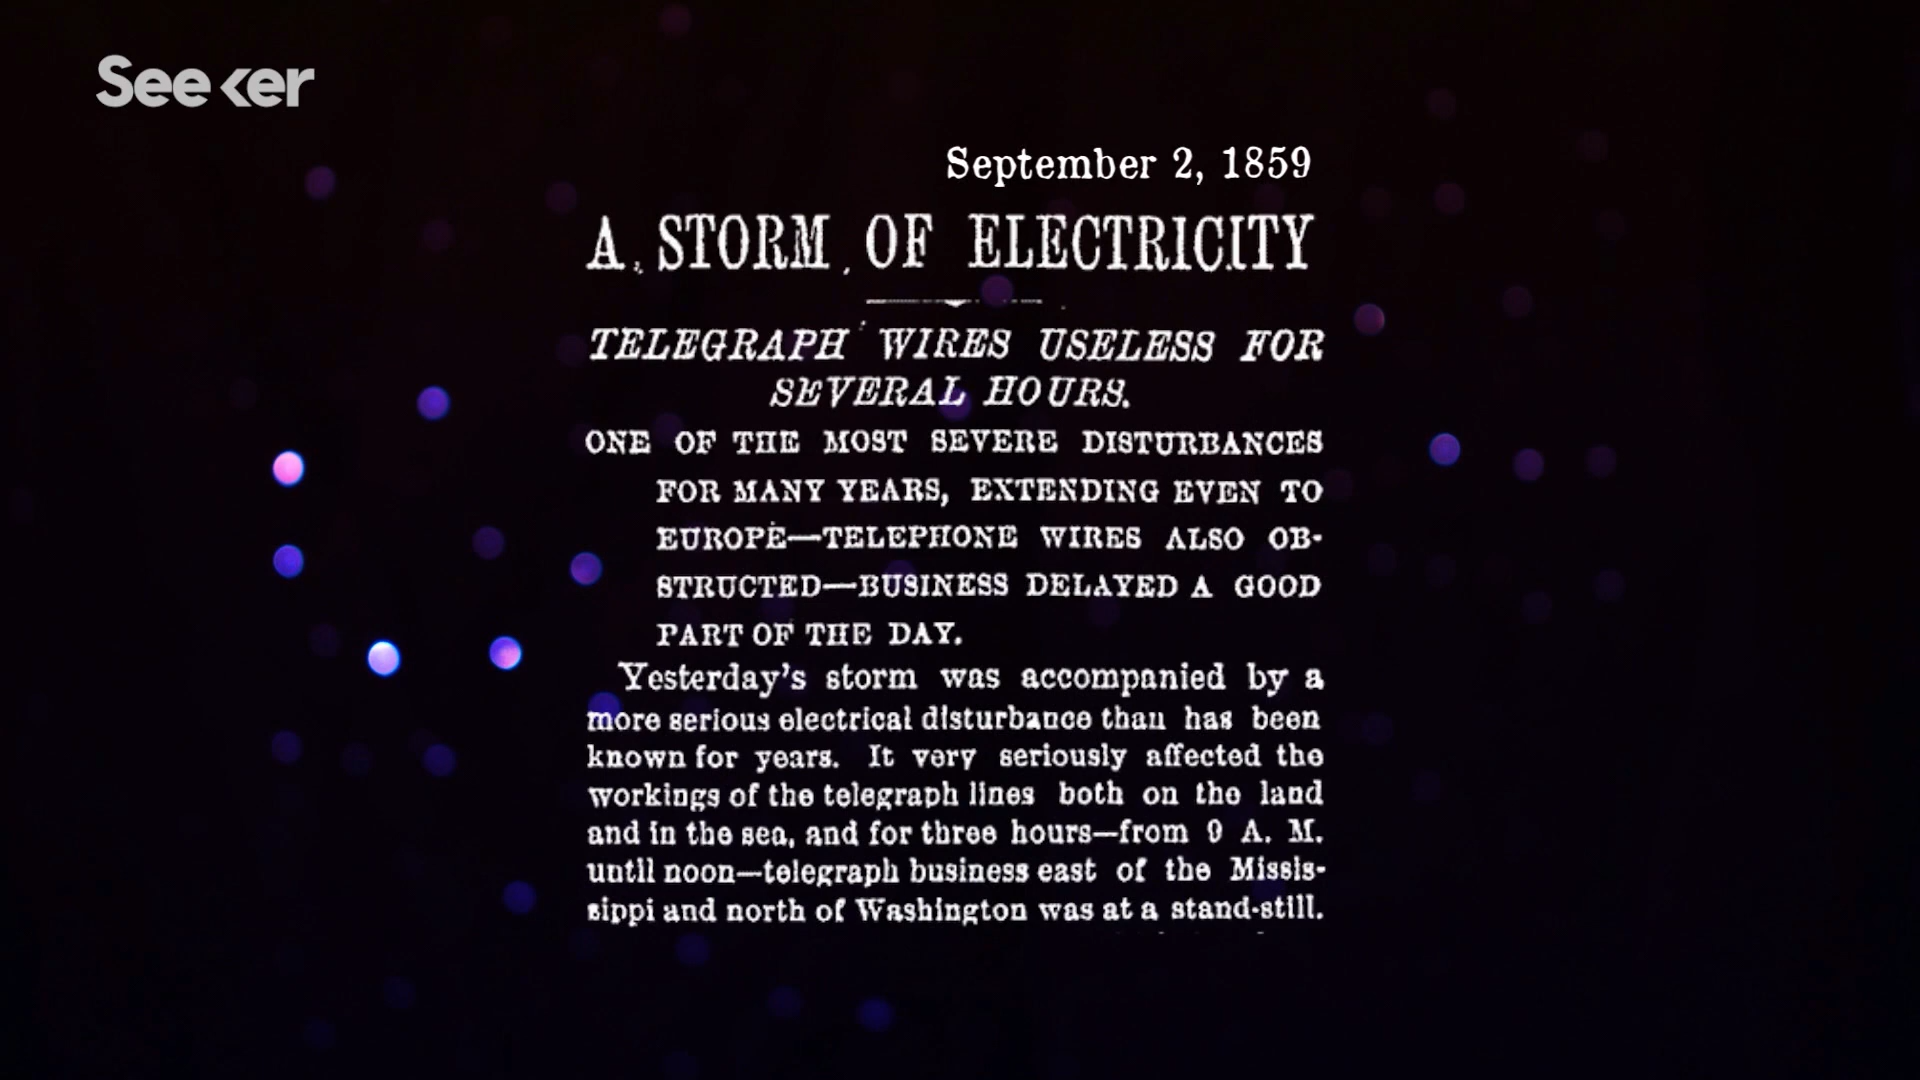 Seeker
September 2, 1859
A STORM OF ELECTRICITY
TELEGRAPH WIRES USELESS FOR
SEVERAL HOURS.
ONE OF THE MOST SEVERE DISTURBANCES
FOR MANY YEARS, EXTENDING EVEN TO
EUROPE—TELEPHONE WIRES ALSO OB-
STRUCTED—BUSINESS DELAYED A GOOD
PART OF THE DAY.
Yesterday's storm was accompanied by a
more serious electrical disturbance than has been
known for years. It very seriously affected the
workings of the telegraph lines both on the land
and in the sea, and for three hours—from 9 A. M.
until noon—telegraph business east of the Missis-
sippi and north of Washington was at a stand-still.